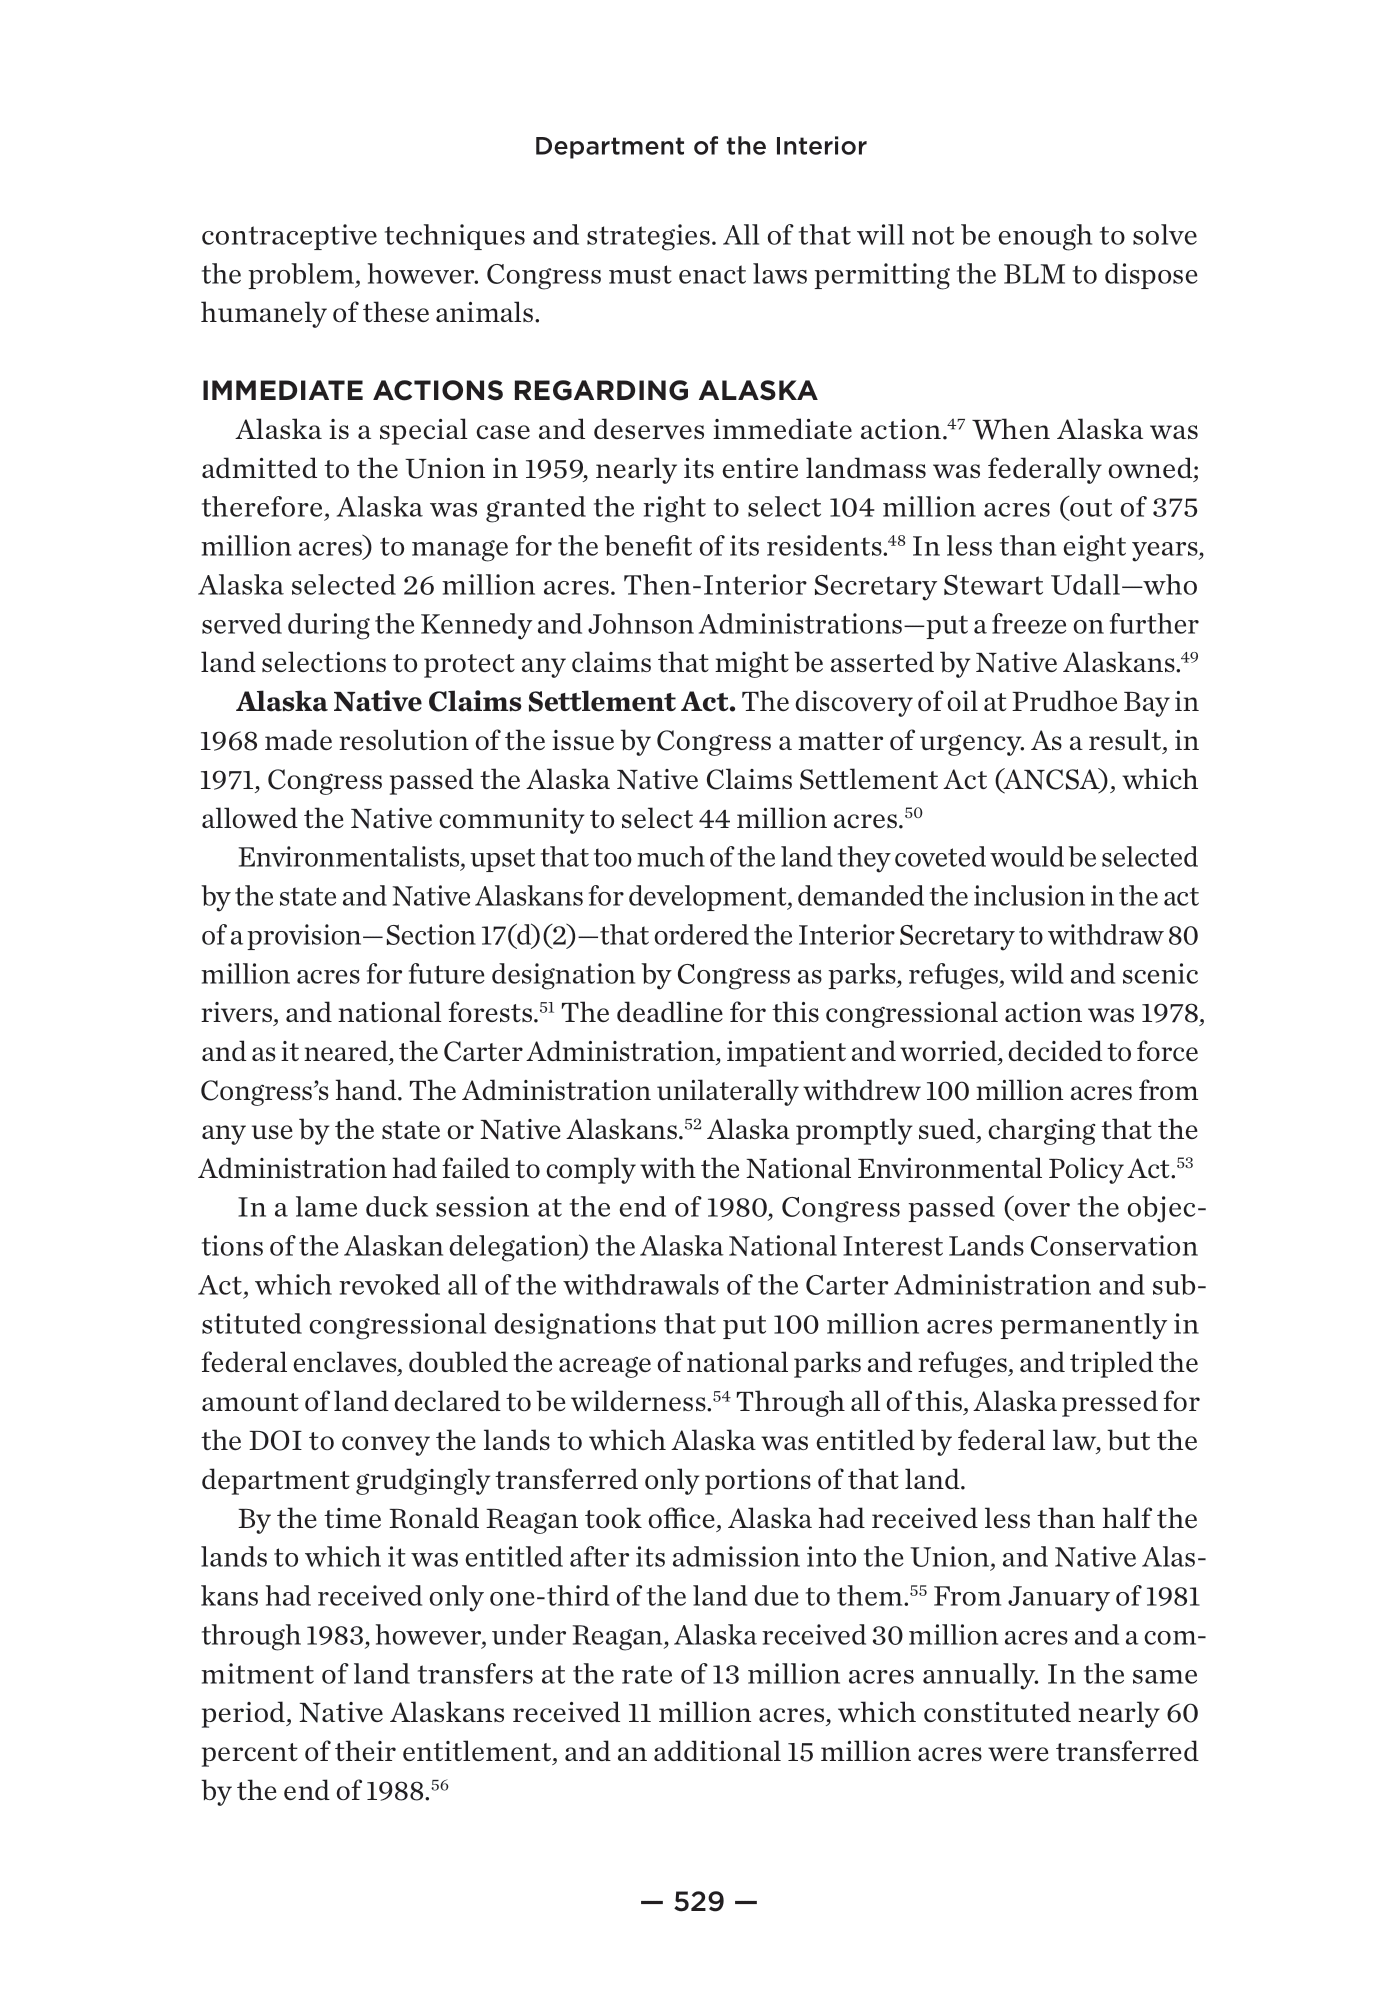 Department of the Interior
contraceptive techniques and strategies. All of that will not be enough to solve
the problem, however. Congress must enact laws permitting the BLM to dispose
humanely of these animals.
IMMEDIATE ACTIONS REGARDING ALASKA
Alaska is a special case and deserves immediate action.⁴⁷ When Alaska was
admitted to the Union in 1959, nearly its entire landmass was federally owned;
therefore, Alaska was granted the right to select 104 million acres (out of 375
million acres) to manage for the benefit of its residents.⁴⁸ In less than eight years,
Alaska selected 26 million acres. Then-Interior Secretary Stewart Udall—who
served during the Kennedy and Johnson Administrations—put a freeze on further
land selections to protect any claims that might be asserted by Native Alaskans.⁴⁹
Alaska Native Claims Settlement Act. The discovery of oil at Prudhoe Bay in
1968 made resolution of the issue by Congress a matter of urgency. As a result, in
1971, Congress passed the Alaska Native Claims Settlement Act (ANCSA), which
allowed the Native community to select 44 million acres.⁵⁰
Environmentalists, upset that too much of the land they coveted would be selected
by the state and Native Alaskans for development, demanded the inclusion in the act
of a provision—Section 17(d)(2)—that ordered the Interior Secretary to withdraw 80
million acres for future designation by Congress as parks, refuges, wild and scenic
rivers, and national forests.⁵¹ The deadline for this congressional action was 1978,
and as it neared, the Carter Administration, impatient and worried, decided to force
Congress’s hand. The Administration unilaterally withdrew 100 million acres from
any use by the state or Native Alaskans.⁵² Alaska promptly sued, charging that the
Administration had failed to comply with the National Environmental Policy Act.⁵³
In a lame duck session at the end of 1980, Congress passed (over the objec-
tions of the Alaskan delegation) the Alaska National Interest Lands Conservation
Act, which revoked all of the withdrawals of the Carter Administration and sub-
stituted congressional designations that put 100 million acres permanently in
federal enclaves, doubled the acreage of national parks and refuges, and tripled the
amount of land declared to be wilderness.⁵⁴ Through all of this, Alaska pressed for
the DOI to convey the lands to which Alaska was entitled by federal law, but the
department grudgingly transferred only portions of that land.
By the time Ronald Reagan took office, Alaska had received less than half the
lands to which it was entitled after its admission into the Union, and Native Alas-
kans had received only one-third of the land due to them.⁵⁵ From January of 1981
through 1983, however, under Reagan, Alaska received 30 million acres and a com-
mitment of land transfers at the rate of 13 million acres annually. In the same
period, Native Alaskans received 11 million acres, which constituted nearly 60
percent of their entitlement, and an additional 15 million acres were transferred
by the end of 1988.⁵⁶
— 529 —